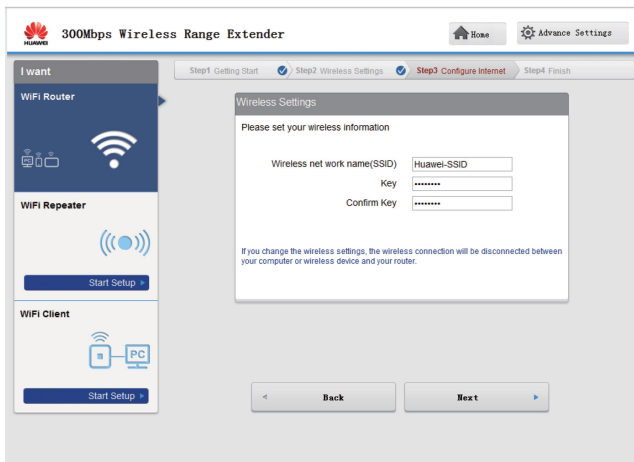 HUAWEI
300Mbps Wireless Range Extender
Home
Advance Settings
I want
Step1 Getting Start
Step2 Wireless Settings
Step3 Configure Internet
Step4 Finish
WiFi Router
Wireless Settings
Please set your wireless information
Wireless net work name(SSID) Huawei-SSID
Key ••••••••
Confirm Key ••••••••
If you change the wireless settings, the wireless connection will be disconnected between
your computer or wireless device and your router.
WiFi Repeater
Start Setup
WiFi Client
PC
Start Setup
Back
Next